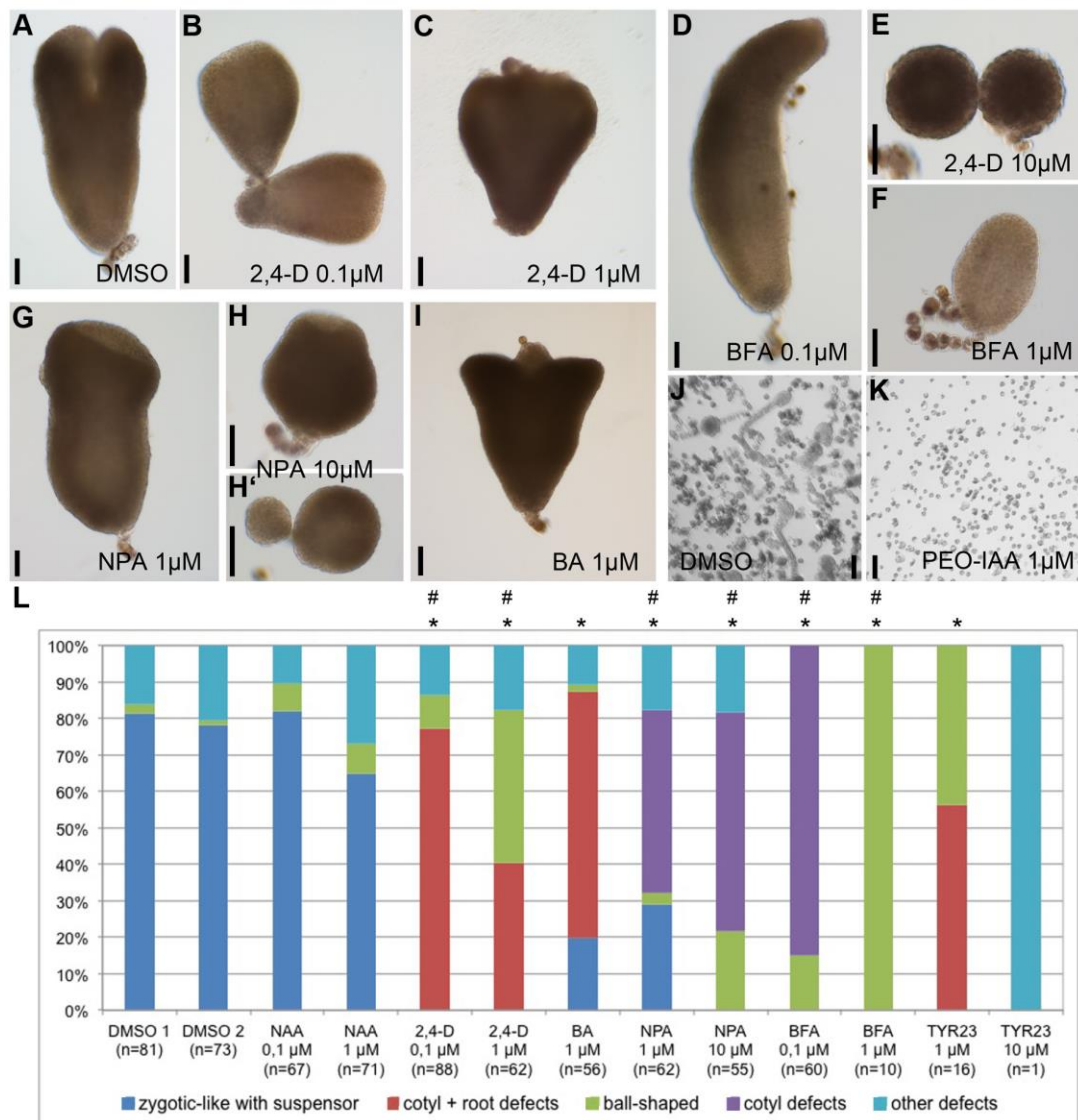 A
DMSO
B
2,4-D 0.1µM
C
2,4-D 1µM
D
BFA 0.1µM
E
2,4-D 10µM
F
BFA 1µM
G
NPA 1µM
H
NPA 10µM
H'
I
BA 1µM
J
DMSO
K
PEO-IAA 1µM
L
# # # # # #
* * * * * * * *
100%
90%
80%
70%
60%
50%
40%
30%
20%
10%
0%
DMSO 1
(n=81)
DMSO 2
(n=73)
NAA
0,1 µM
(n=67)
NAA
1 µM
(n=71)
2,4-D
0,1 µM
(n=88)
2,4-D
1 µM
(n=62)
BA
1 µM
(n=56)
NPA
1 µM
(n=62)
NPA
10 µM
(n=55)
BFA
0,1 µM
(n=60)
BFA
1 µM
(n=10)
TYR23
1 µM
(n=16)
TYR23
10 µM
(n=1)
zygotic-like with suspensor cotyl + root defects ball-shaped cotyl defects other defects